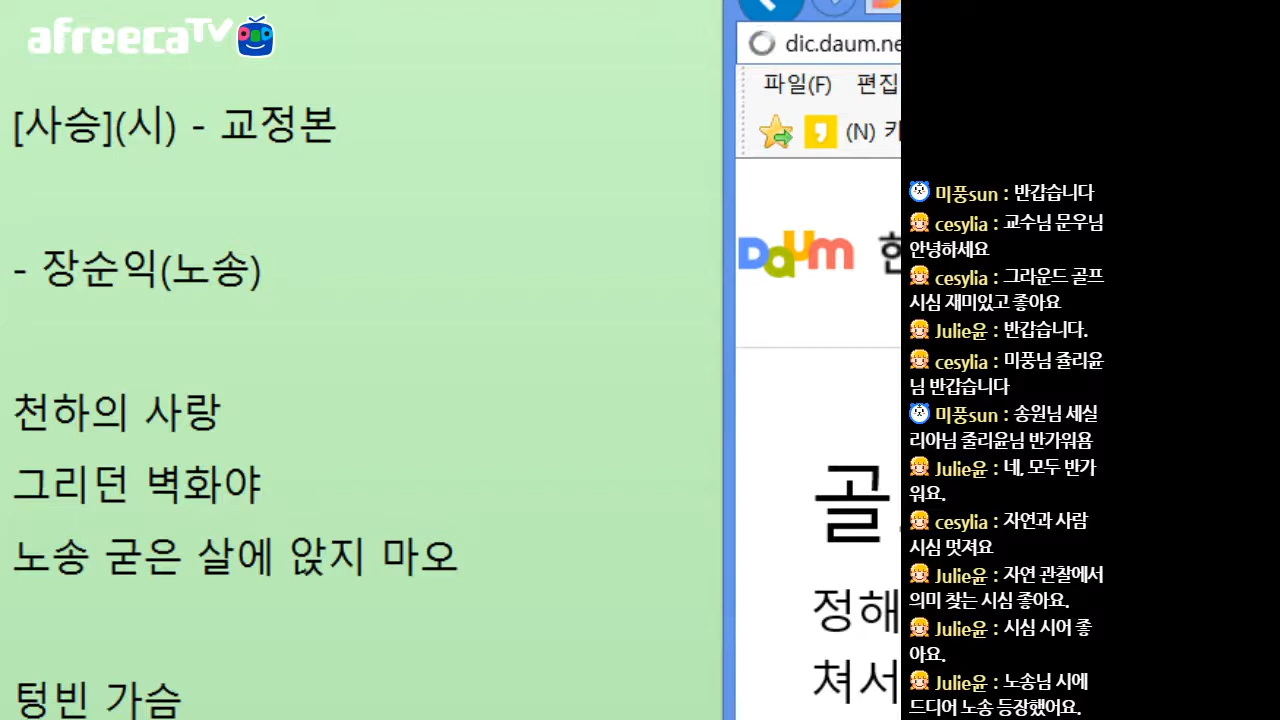 afreecaTV
[사승](시) - 교정본
- 장순익(노송)
천하의 사랑
그리던 벽화야
노송 굳은 살에 앉지 마오
텅빈 가슴
dic.daum.ne
파일(F) 편집
(N)
Daum
골
정해
쳐서
미풍sun : 반갑습니다
cesylia : 교수님 문우님
안녕하세요
cesylia : 그라운드 골프
시심 재미있고 좋아요
Julie윤 : 반갑습니다.
cesylia : 미풍님 쥴리윤
님 반갑습니다
미풍sun : 송원님 세실
리아님 줄리윤님 반가워욤
Julie윤 : 네, 모두 반가
워요.
cesylia : 자연과 사람
시심 멋져요
Julie윤 : 자연 관찰에서
의미 찾는 시심 좋아요.
Julie윤 : 시심 시어 좋
아요.
Julie윤 : 노송님 시에
드디어 노송 등장했어요.